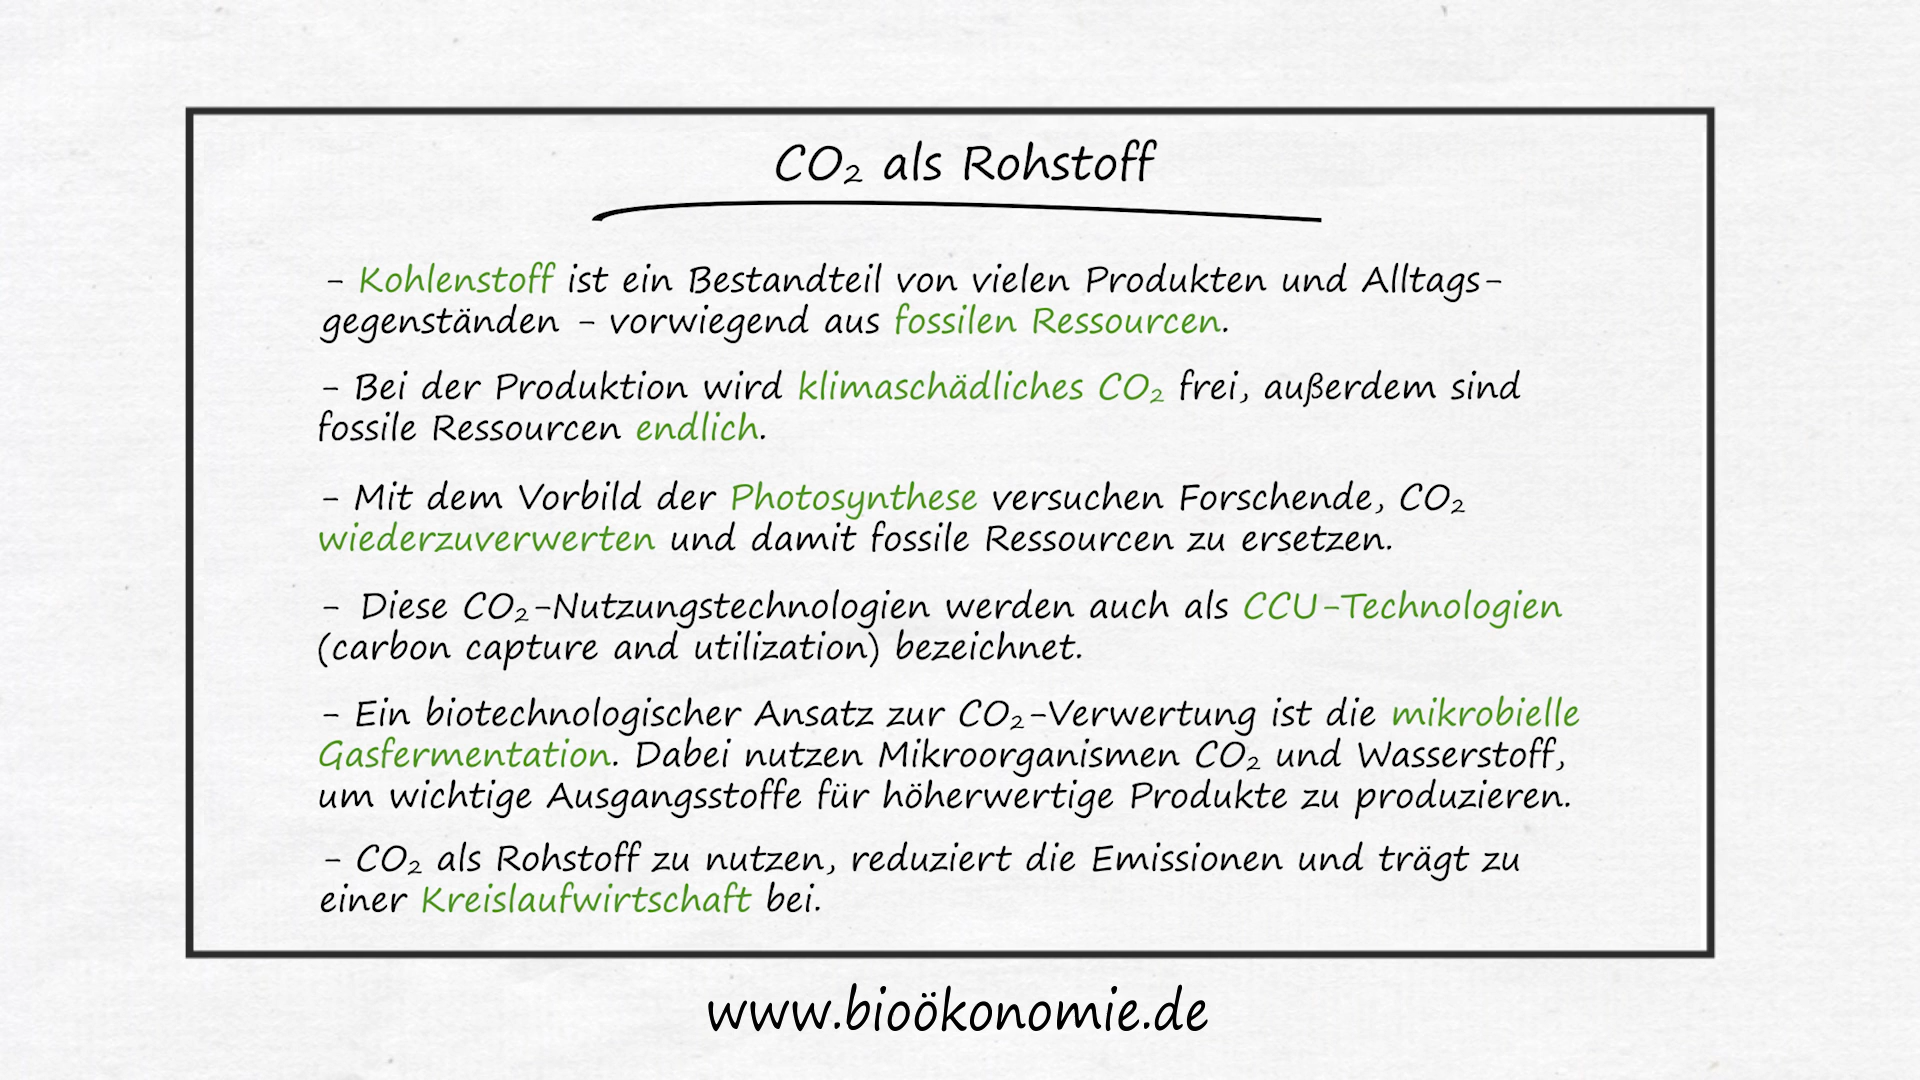 CO₂ als Rohstoff
- Kohlenstoff ist ein Bestandteil von vielen Produkten und Alltags-
gegenständen - vorwiegend aus fossilen Ressourcen.
- Bei der Produktion wird klimaschädliches CO₂ frei, außerdem sind
fossile Ressourcen endlich.
- Mit dem Vorbild der Photosynthese versuchen Forschende, CO₂
wiederzuverwerten und damit fossile Ressourcen zu ersetzen.
- Diese CO₂-Nutzungstechnologien werden auch als CCU-Technologien
(carbon capture and utilization) bezeichnet.
- Ein biotechnologischer Ansatz zur CO₂-Verwertung ist die mikrobielle
Gasfermentation. Dabei nutzen Mikroorganismen CO₂ und Wasserstoff,
um wichtige Ausgangsstoffe für höherwertige Produkte zu produzieren.
- CO₂ als Rohstoff zu nutzen, reduziert die Emissionen und trägt zu
einer Kreislaufwirtschaft bei.
www.bioökonomie.de